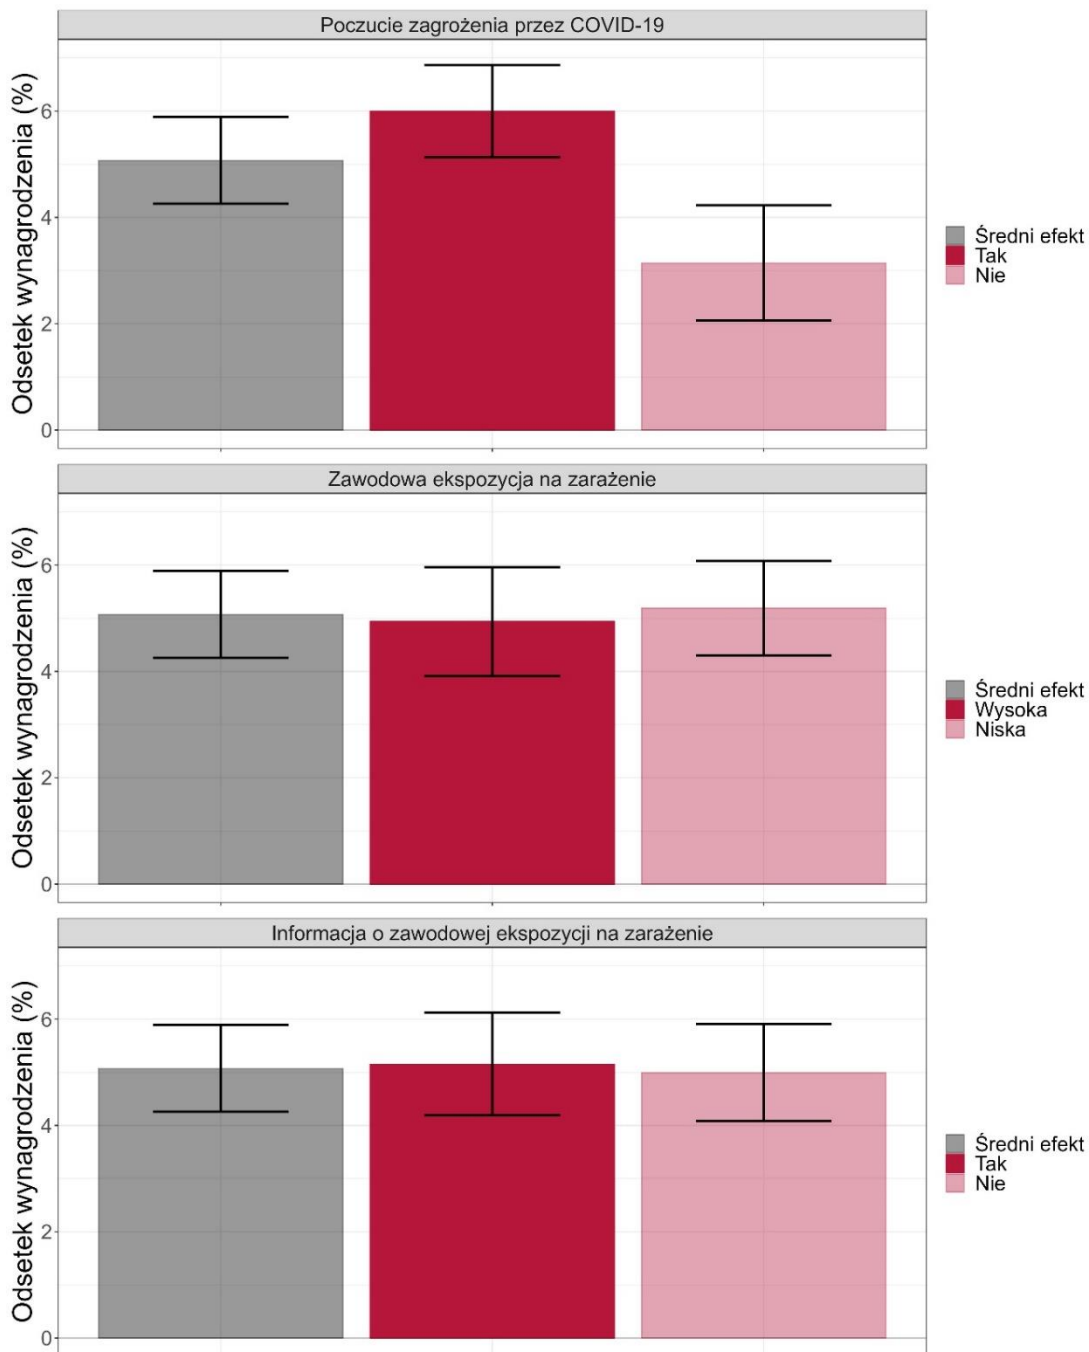 Poczucie zagrożenia przez COVID-19
Odsetek wynagrodzenia (%)
6
4
2
0
Średni efekt
Tak
Nie
Zawodowa ekspozycja na zarażenie
Odsetek wynagrodzenia (%)
6
4
2
0
Średni efekt
Wysoka
Niska
Informacja o zawodowej ekspozycji na zarażenie
Odsetek wynagrodzenia (%)
6
4
2
0
Średni efekt
Tak
Nie